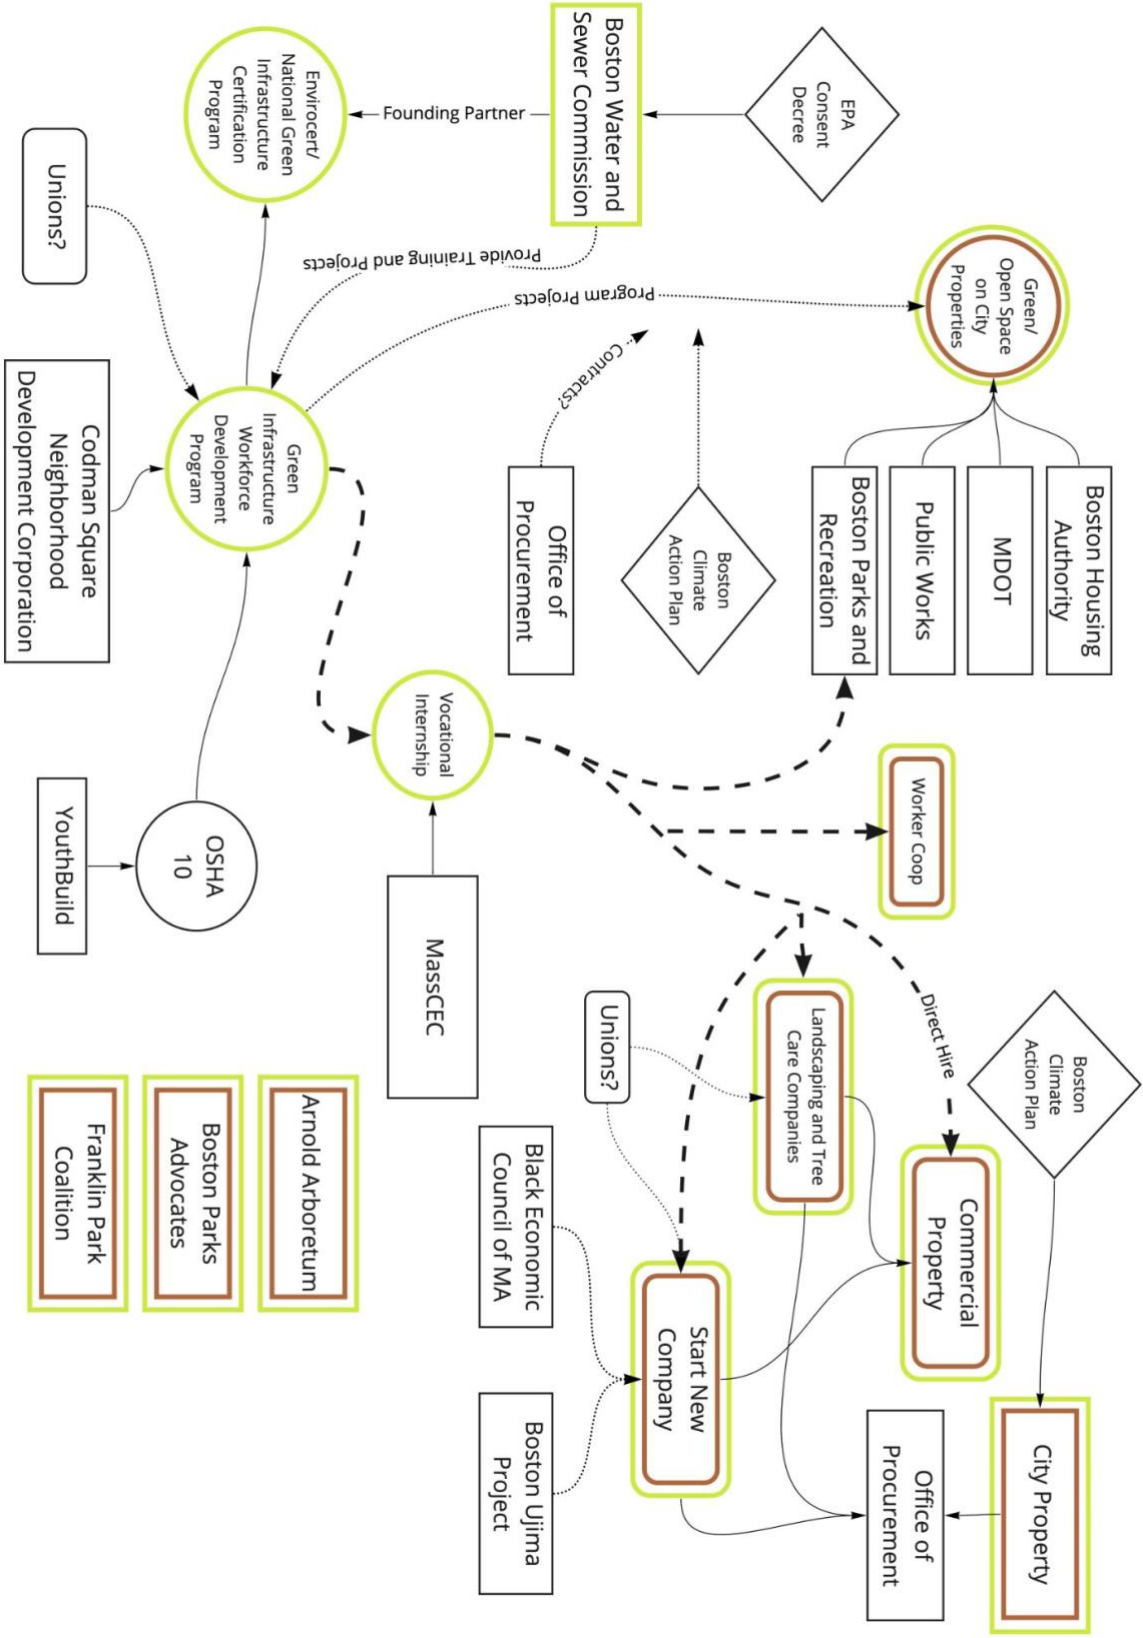 EPA
Consent
Decree
Boston Water and
Sewer Commission
Founding Partner
Envirocert/
National Green
Infrastructure
Certification
Program
Unions?
Provide Training and Projects
Program Projects
Green/
Open Space
on City
Properties
Contracts?
Boston Housing
Authority
MDOT
Public Works
Boston Parks and
Recreation
Boston
Climate
Action Plan
Office of
Procurement
Green
Infrastructure
Workforce
Development
Program
Codman Square
Neighborhood
Development Corporation
Vocational
Internship
Worker Coop
OSHA
10
YouthBuild
MassCEC
Direct Hire
Boston
Climate
Action Plan
Landscaping and Tree
Care Companies
Unions?
Commercial
Property
Black Economic
Council of MA
Start New
Company
Boston Ujima
Project
City Property
Office of
Procurement
Arnold Arboretum
Boston Parks
Advocates
Franklin Park
Coalition